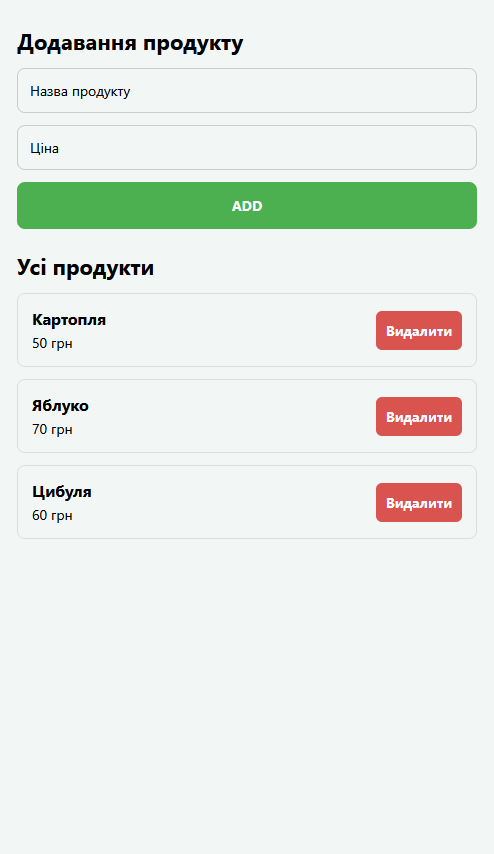 Додавання продукту
Назва продукту
Ціна
ADD
Усі продукти
Картопля
50 грн
Видалити
Яблуко
70 грн
Видалити
Цибуля
60 грн
Видалити